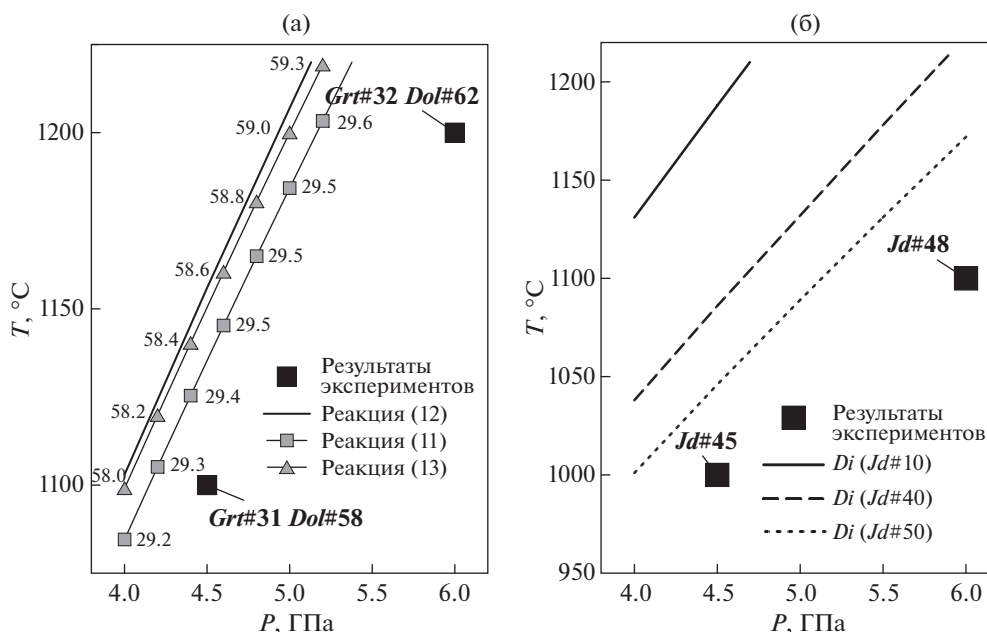 (а)
59.3
Grt#32 Dol#62
59.0
1200
29.6
58.8
29.5
58.6
29.5
T, °C
58.4
1150
29.5
58.2
29.4
Результаты
экспериментов
58.0
29.3
Реакция (12)
Реакция (11)
1100
Реакция (13)
Grt#31 Dol#58
29.2
4.0 4.5 5.0 5.5 6.0
P, ГПа
(б)
1200
1150
Jd#48
T, °C
1100
1050
Результаты
экспериментов
Jd#45
1000
Di (Jd#10)
Di (Jd#40)
Di (Jd#50)
950
4.0 4.5 5.0 5.5 6.0
P, ГПа